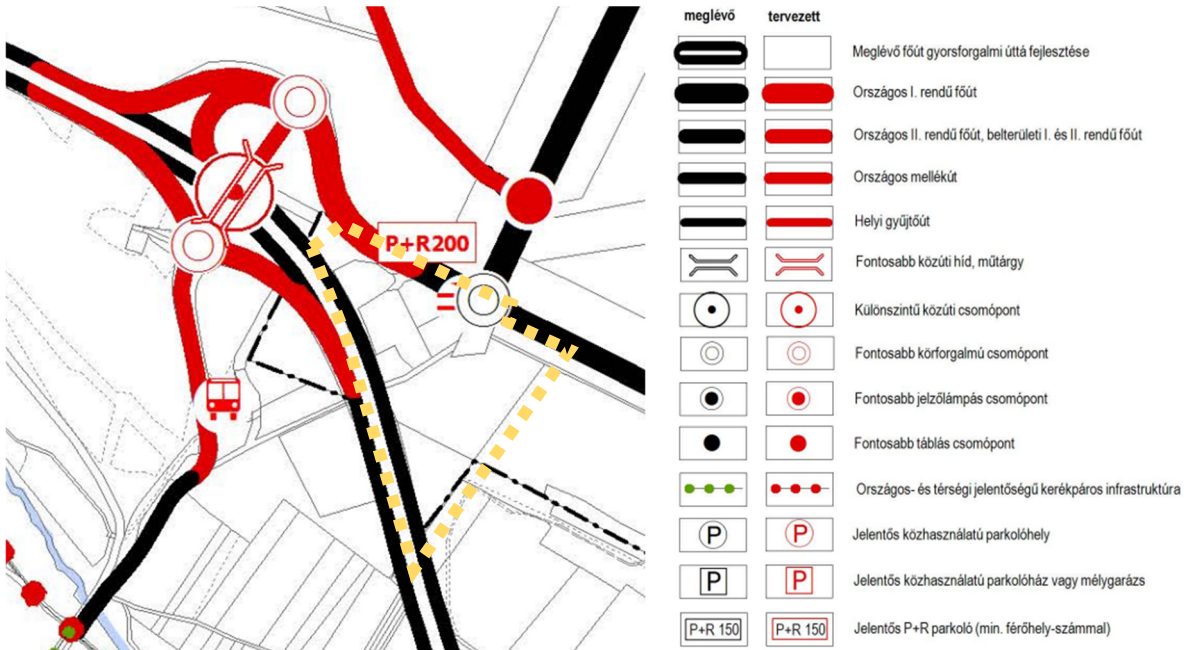 P+R200
meglévő tervezett
Meglévő főút gyorsforgalmi úttá fejlesztése
Országos I. rendű főút
Országos II. rendű főút, belterületi I. és II. rendű főút
Országos mellékút
Helyi gyűjtőút
Fontosabb közúti híd, műtárgy
Különszintű közúti csomópont
Fontosabb körforgalmú csomópont
Fontosabb jelzőlámpás csomópont
Fontosabb táblás csomópont
Országos- és térségi jelentőségű kerékpáros infrastruktúra
P P Jelentős közhasználatú parkolóhely
P P Jelentős közhasználatú parkolóház vagy mélygarázs
P+R 150 P+R 150 Jelentős P+R parkoló (min. férőhely-számmal)